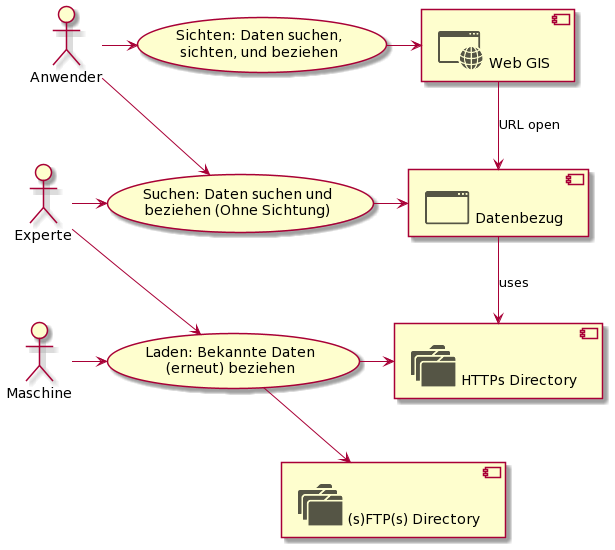 Sichten: Daten suchen,
sichten, und beziehen
Web GIS
Anwender
URL open
Suchen: Daten suchen und
beziehen (Ohne Sichtung)
Datenbezug
Experte
uses
Laden: Bekannte Daten
(erneut) beziehen
HTTPs Directory
Maschine
(s)FTP(s) Directory